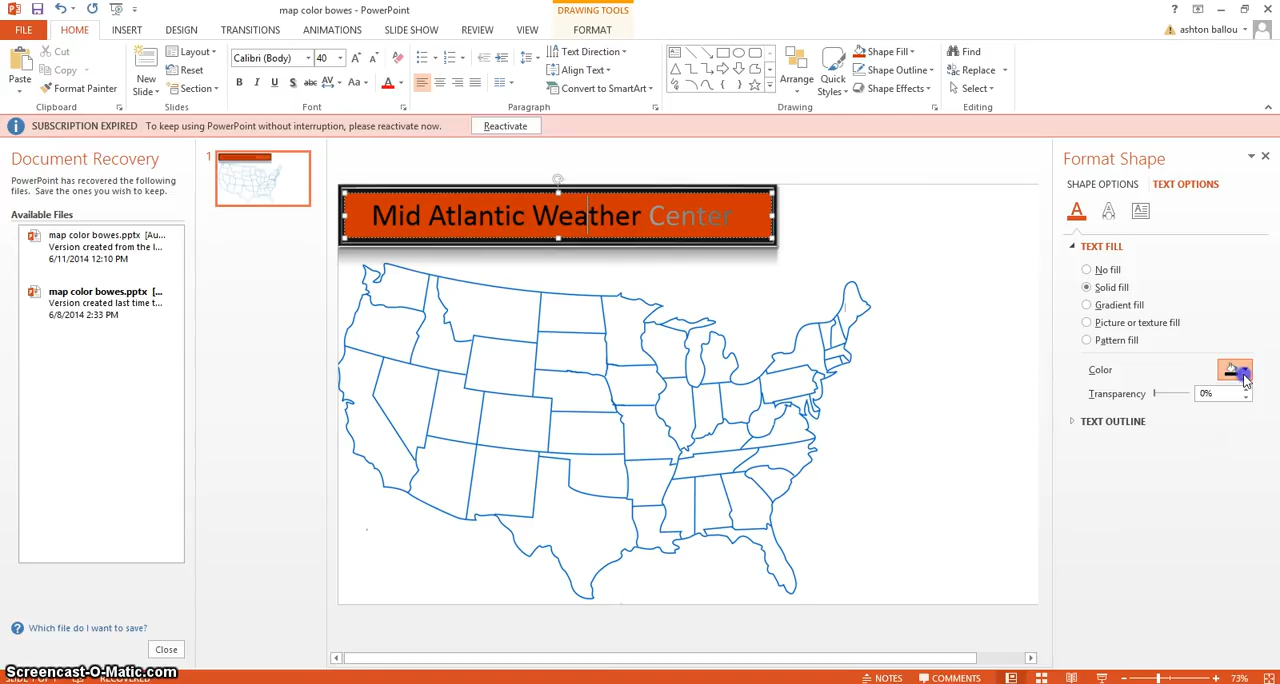 map color bowes - PowerPoint
DRAWING TOOLS
?
FILE HOME INSERT DESIGN TRANSITIONS ANIMATIONS SLIDE SHOW REVIEW VIEW FORMAT
ashton ballou
Paste
Cut
Copy
Format Painter
Clipboard
New Slide
Layout
Reset
Section
Slides
Calibri (Body) 40
B I U S abc AV Aa A
Font
Text Direction
Align Text
Convert to SmartArt
Paragraph
Arrange
Quick Styles
Shape Fill
Shape Outline
Shape Effects
Drawing
Find
Replace
Select
Editing
SUBSCRIPTION EXPIRED To keep using PowerPoint without interruption, please reactivate now. Reactivate
Document Recovery
PowerPoint has recovered the following
files. Save the ones you wish to keep.
Available Files
map color bowes.pptx [Au...
Version created from the l...
6/11/2014 12:10 PM
map color bowes.pptx [...
Version created last time t...
6/8/2014 2:33 PM
Which file do I want to save?
Close
1
Mid Atlantic Weather Center
Format Shape
SHAPE OPTIONS TEXT OPTIONS
TEXT FILL
No fill
Solid fill
Gradient fill
Picture or texture fill
Pattern fill
Color
Transparency 0%
TEXT OUTLINE
Screencast-O-Matic.com
NOTES COMMENTS 73%